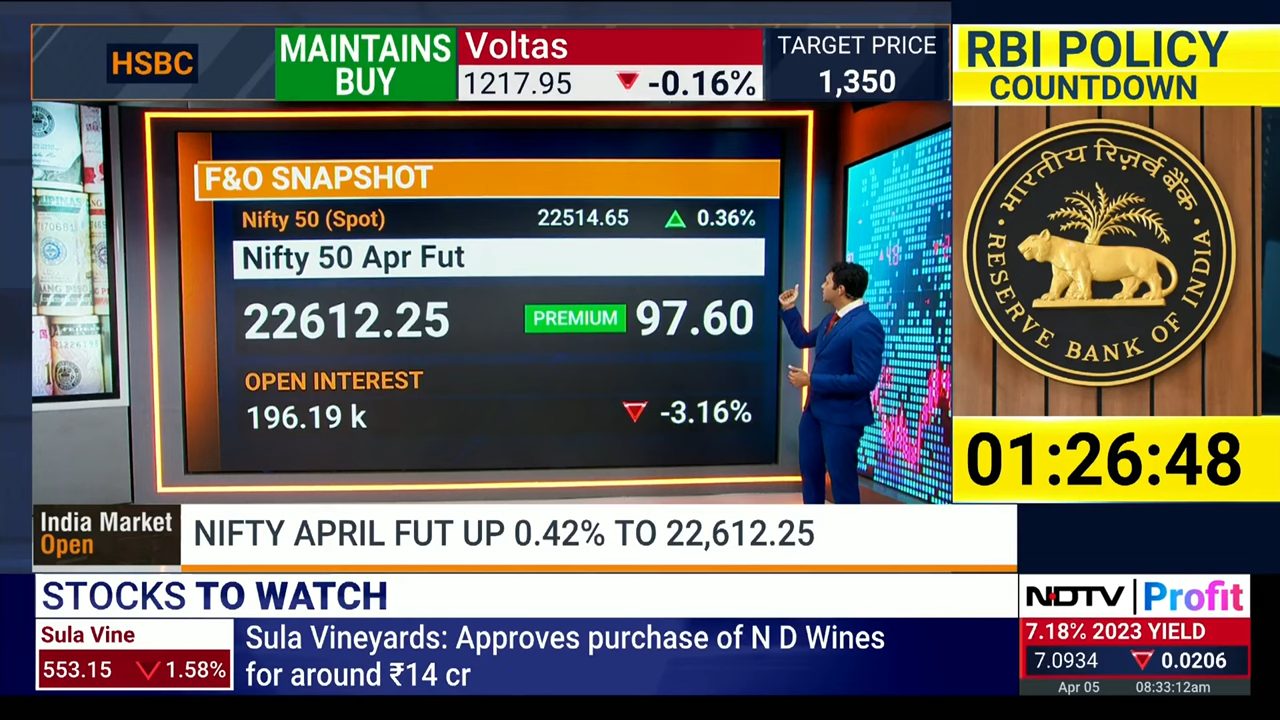 HSBC
MAINTAINS
BUY
Voltas
1217.95 ▼ -0.16%
TARGET PRICE
1,350
RBI POLICY
COUNTDOWN
F&O SNAPSHOT
Nifty 50 (Spot) 22514.65 ▲ 0.36%
Nifty 50 Apr Fut
22612.25 PREMIUM 97.60
OPEN INTEREST
196.19 k ▼ -3.16%
भारतीय रिज़र्व बैंक
RESERVE BANK OF INDIA
01:26:48
India Market
Open
NIFTY APRIL FUT UP 0.42% TO 22,612.25
STOCKS TO WATCH
Sula Vine
553.15 ▼ 1.58%
Sula Vineyards: Approves purchase of N D Wines
for around ₹14 cr
NDTV Profit
7.18% 2023 YIELD
7.0934 ▼ 0.0206
Apr 05 08:33:12am